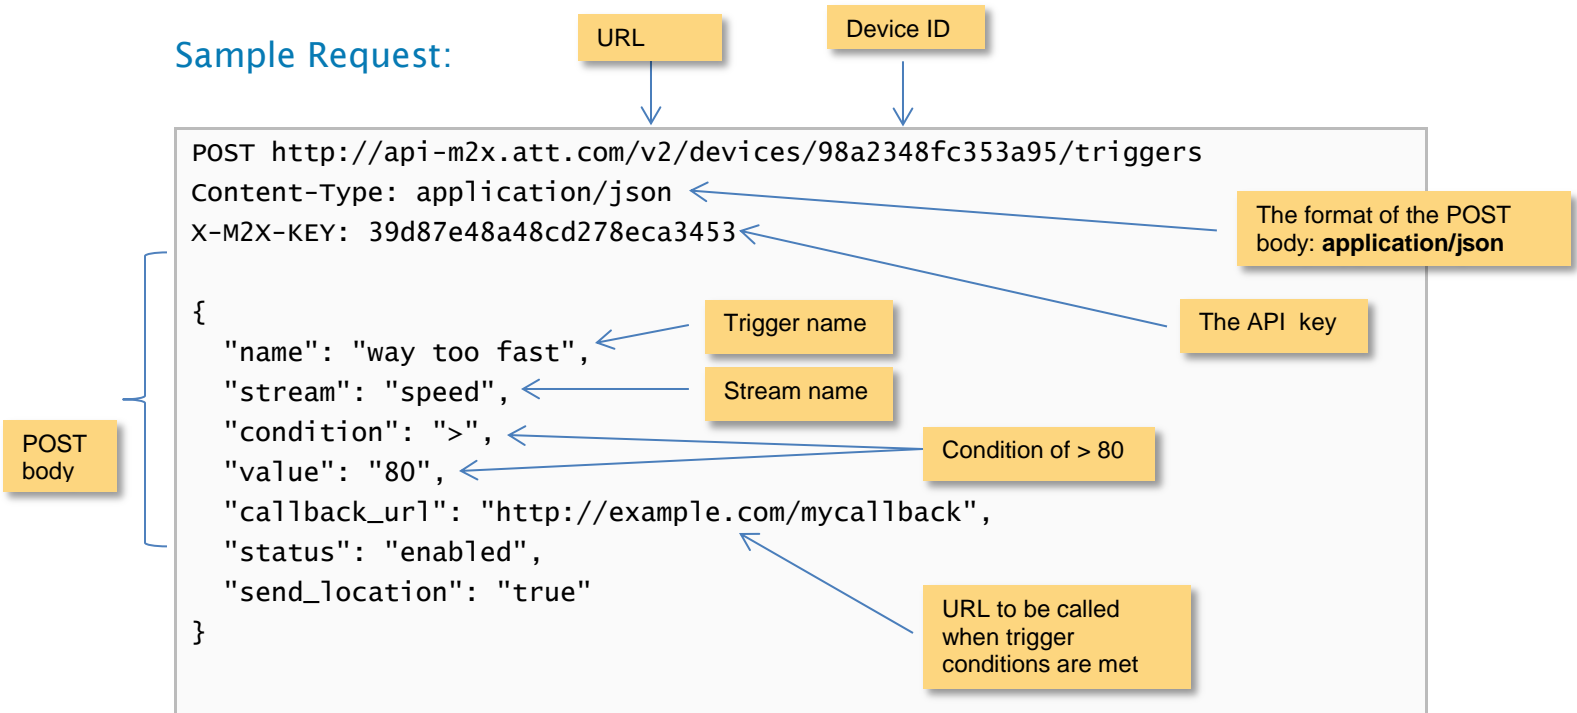 Sample Request:
URL
Device ID
POST http://api-m2x.att.com/v2/devices/98a2348fc353a95/triggers
Content-Type: application/json
X-M2X-KEY: 39d87e48a48cd278eca3453
The format of the POST
body: application/json
The API key
{
"name": "way too fast",
Trigger name
"stream": "speed",
Stream name
"condition": ">",
"value": "80",
Condition of > 80
POST
body
"callback_url": "http://example.com/mycallback",
"status": "enabled",
"send_location": "true"
}
URL to be called
when trigger
conditions are met